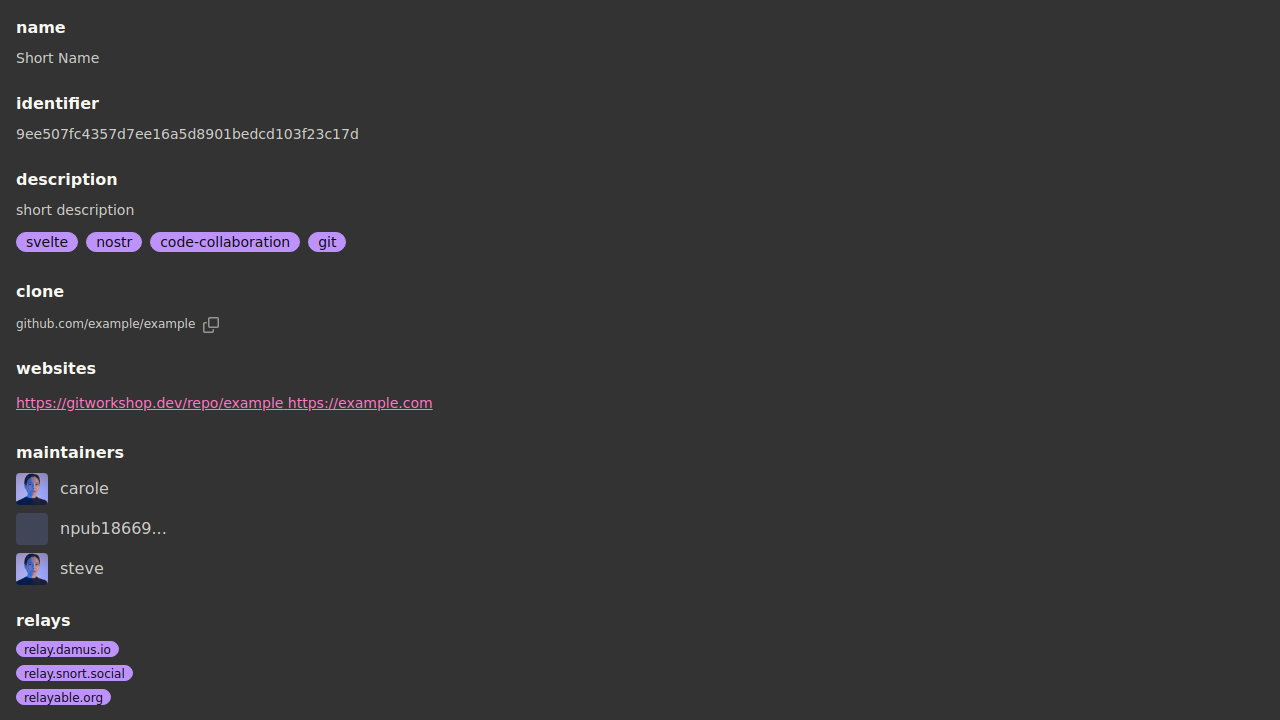 name
Short Name
identifier
9ee507fc4357d7ee16a5d8901bedcd103f23c17d
description
short description
svelte nostr code-collaboration git
clone
github.com/example/example
websites
https://gitworkshop.dev/repo/example https://example.com
maintainers
carole
npub18669...
steve
relays
relay.damus.io
relay.snort.social
relayable.org